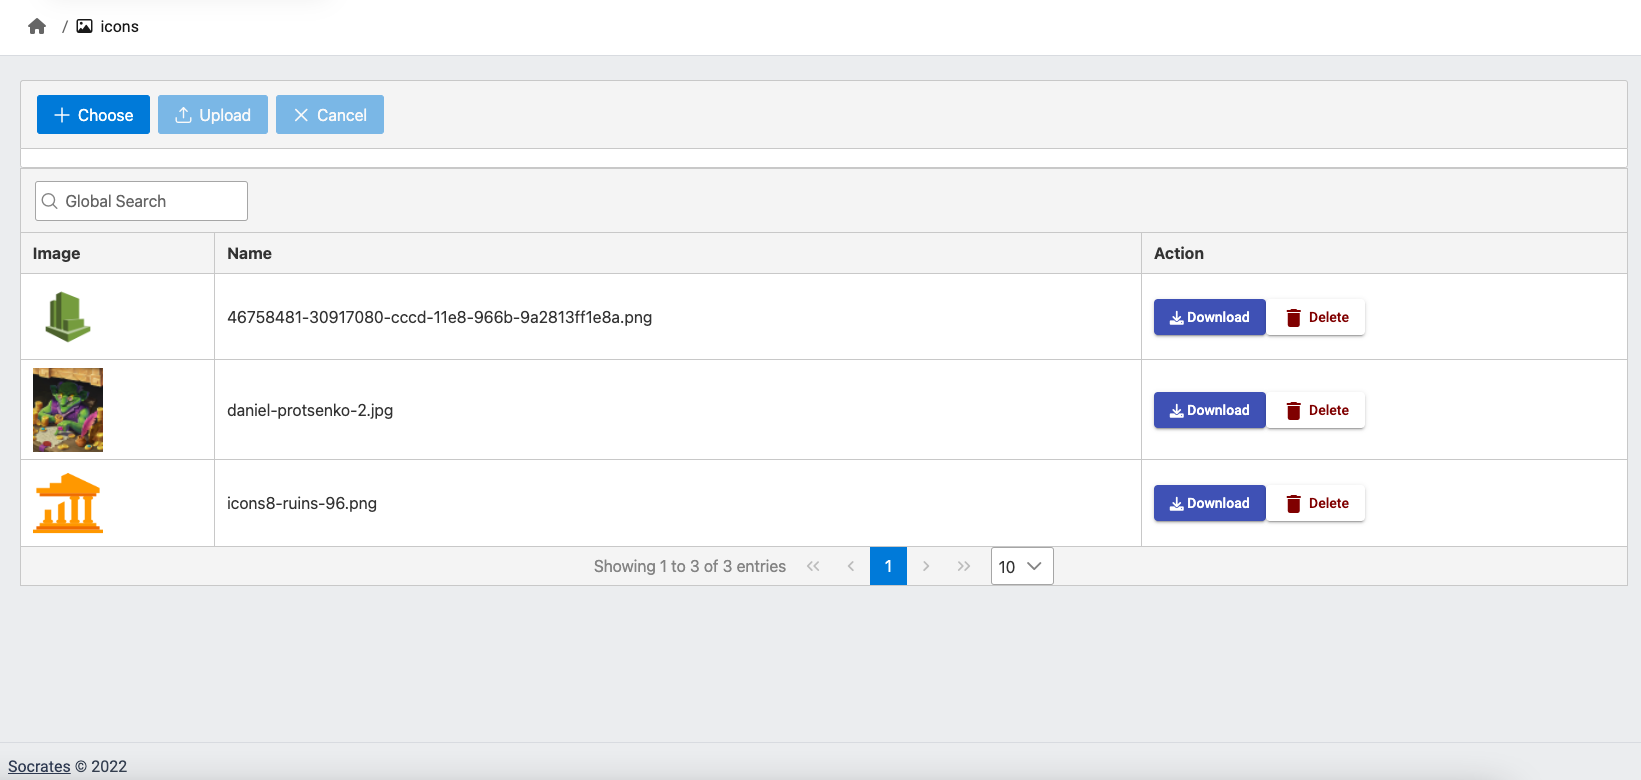 / icons
Choose Upload Cancel
Global Search
Image Name Action
46758481-30917080-cccd-11e8-966b-9a2813ff1e8a.png Download Delete
daniel-protsenko-2.jpg Download Delete
icons8-ruins-96.png Download Delete
Showing 1 to 3 of 3 entries 1 10
Socrates © 2022